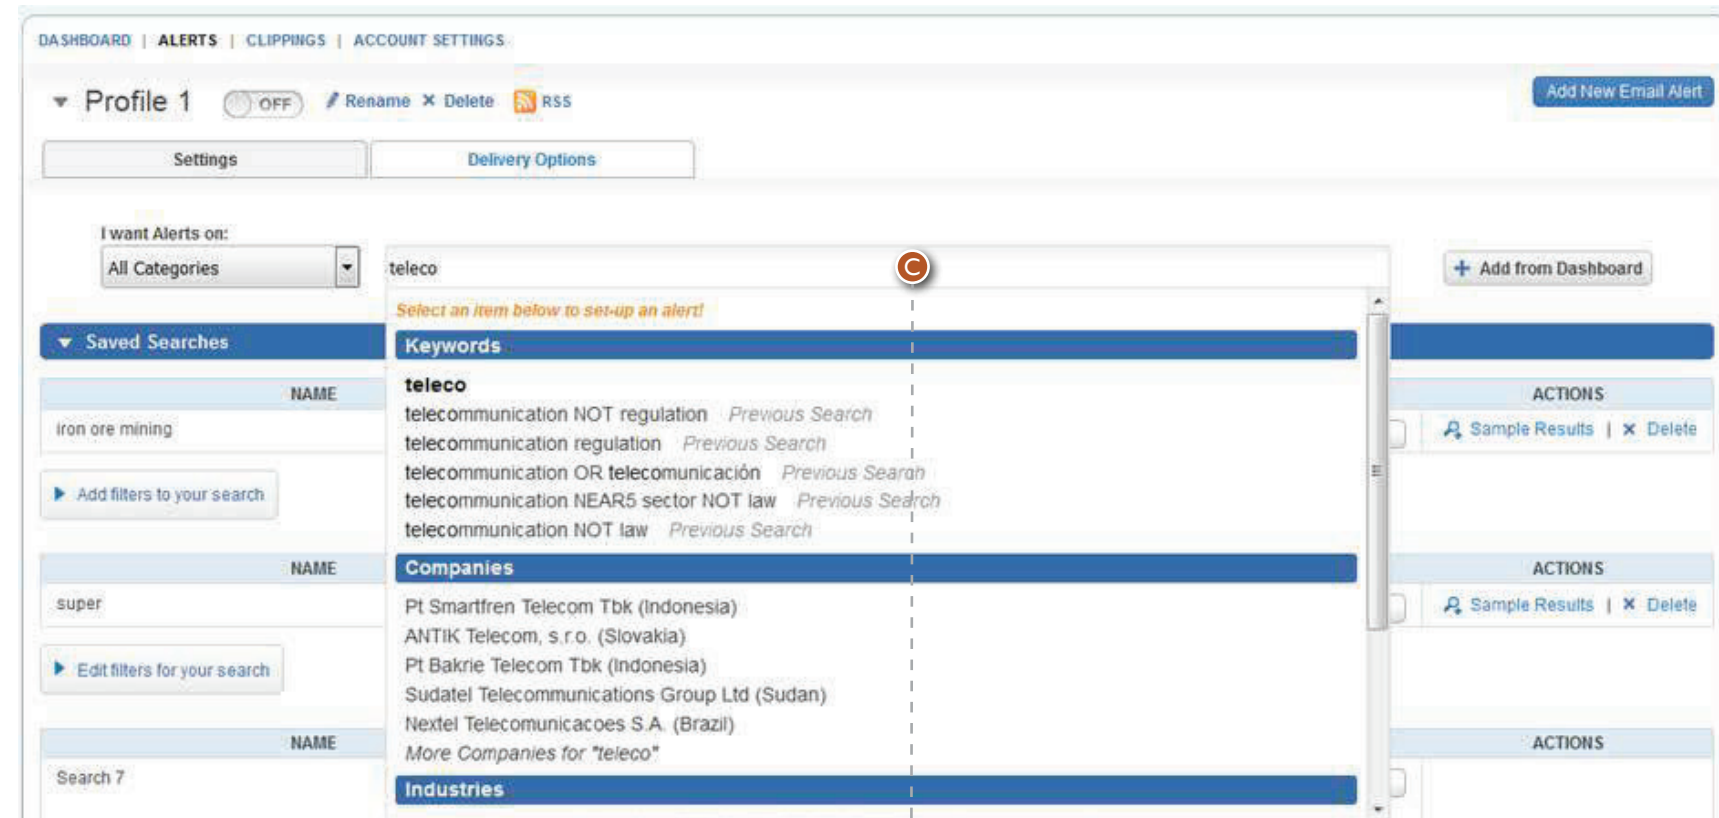 DASHBOARD | ALERTS | CLIPPINGS | ACCOUNT SETTINGS
Profile 1 OFF Rename Delete RSS
Add New Email Alert
Settings Delivery Options
I want Alerts on:
All Categories teleco C Add from Dashboard
Select an item below to set-up an alert!
Saved Searches
Keywords
NAME ACTIONS
teleco
telecommunication NOT regulation Previous Search
iron ore mining Sample Results | Delete
telecommunication regulation Previous Search
telecommunication OR telecomunicación Previous Search
Add filters to your search
telecommunication NEAR5 sector NOT law Previous Search
telecommunication NOT law Previous Search
NAME Companies ACTIONS
super Pt Smartfren Telecom Tbk (Indonesia) Sample Results | Delete
ANTIK Telecom, s.r.o. (Slovakia)
Edit filters for your search Pt Bakrie Telecom Tbk (Indonesia)
Sudatel Telecommunications Group Ltd (Sudan)
Nextel Telecomunicacoes S.A. (Brazil)
NAME ACTIONS
More Companies for "teleco"
Search 7
Industries